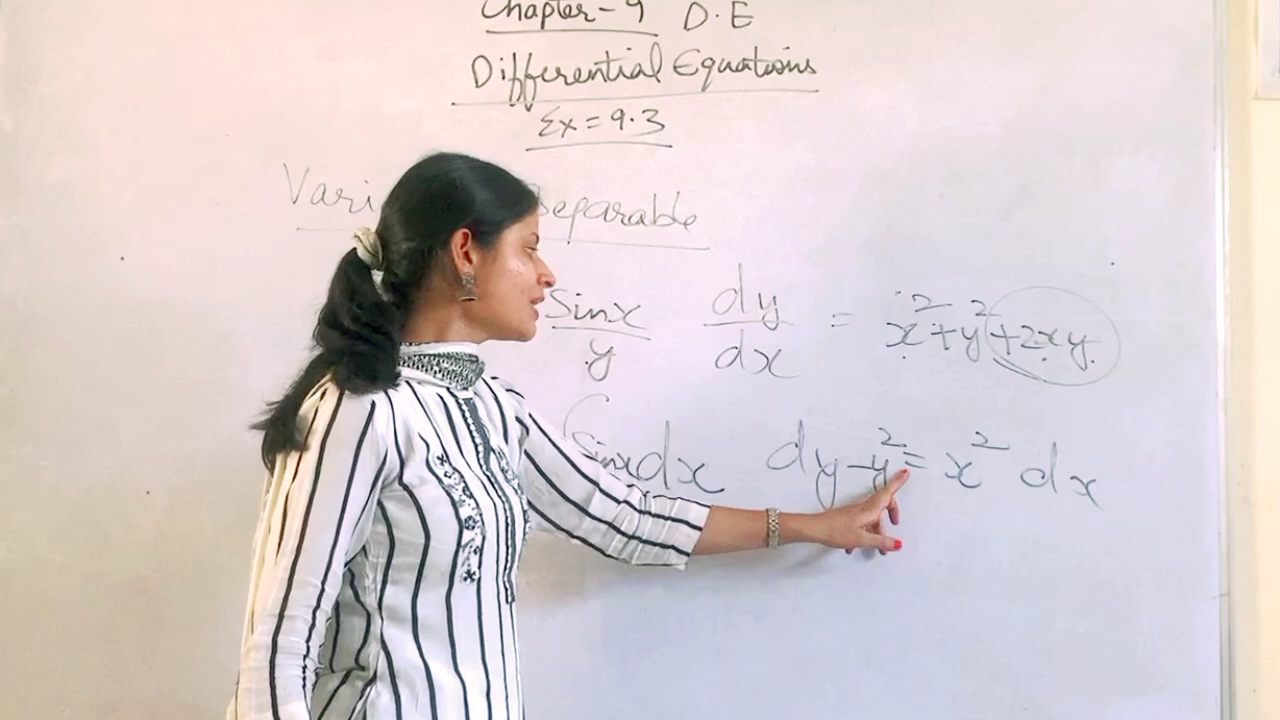 Chapter-9 D.E
Differential Equations
Ex=9.3
Vari Separable
Sinx/y dy/dx = x²+y²+2xy
Sinx dx dy-y²= x² dx